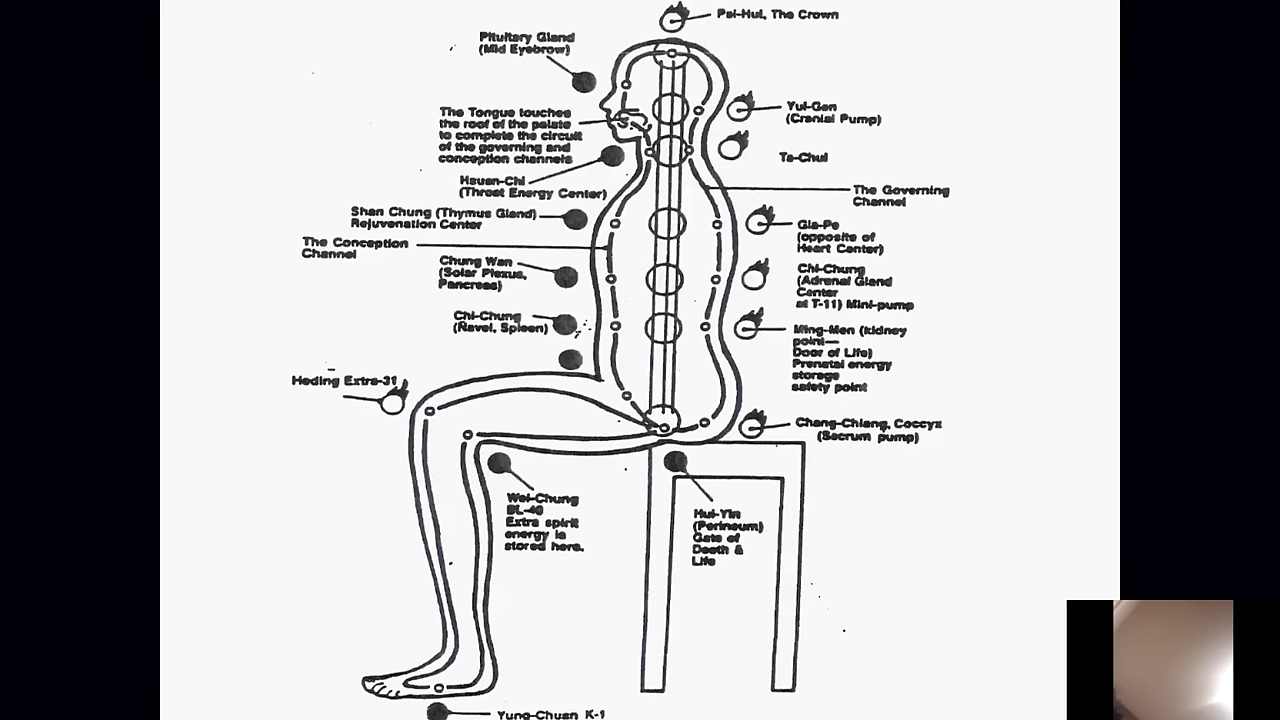 Pai-Hui, The Crown
Pituitary Gland
(Mid Eyebrow)
The Tongue touches
the roof of the palate
to complete the circuit
of the governing and
conception channels
Yui-Gen
(Cranial Pump)
Ta-Chui
Hsuan-Chi
(Throat Energy Center)
The Governing
Channel
Shan Chung (Thymus Gland)
Rejuvenation Center
Gia-Pe
(opposite of
Heart Center)
The Conception
Channel
Chung Wan
(Solar Plexus,
Pancreas)
Chi-Chung
(Adrenal Gland
Center
at T-11) Mini-pump
Chi-Chung
(Navel, Spleen)
Ming-Men (kidney
point—
Door of Life)
Prenatal energy
storage
safety point
Heding Extra-31
Chang-Chiang, Coccyx
(Sacrum pump)
Wei-Chung
BL-40
Extra spirit
energy is
stored here.
Hui-Yin
(Perineum)
Gate of
Death &
Life
Yung-Chuan K-1